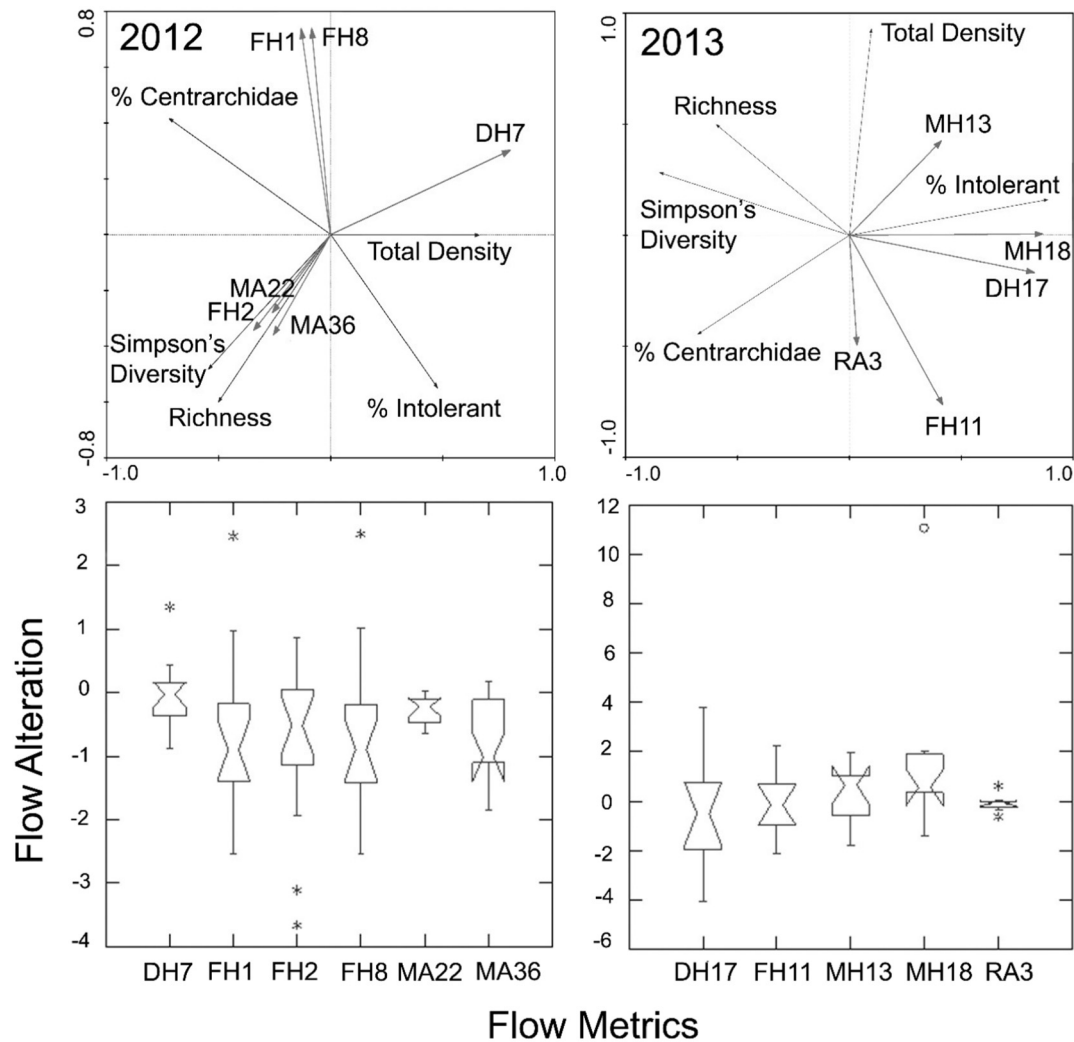 0.8
2012
FH1
FH8
% Centrarchidae
DH7
Total Density
MA22
FH2
MA36
Simpson's
Diversity
Richness
% Intolerant
-0.8
-1.0
1.0
1.0
2013
Total Density
Richness
MH13
% Intolerant
Simpson's
Diversity
MH18
DH17
% Centrarchidae
RA3
FH11
-1.0
-1.0
1.0
Flow Alteration
3
2
1
0
-1
-2
-3
-4
DH7 FH1 FH2 FH8 MA22 MA36
12
10
8
6
4
2
0
-2
-4
-6
DH17 FH11 MH13 MH18 RA3
Flow Metrics